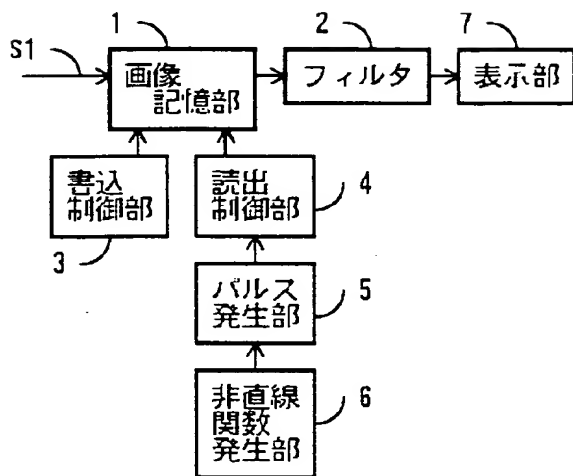 1
2
7
S1
画像
記憶部
フィルタ
表示部
書込
制御部
読出
制御部
4
3
パルス
発生部
5
非直線
関数
発生部
6